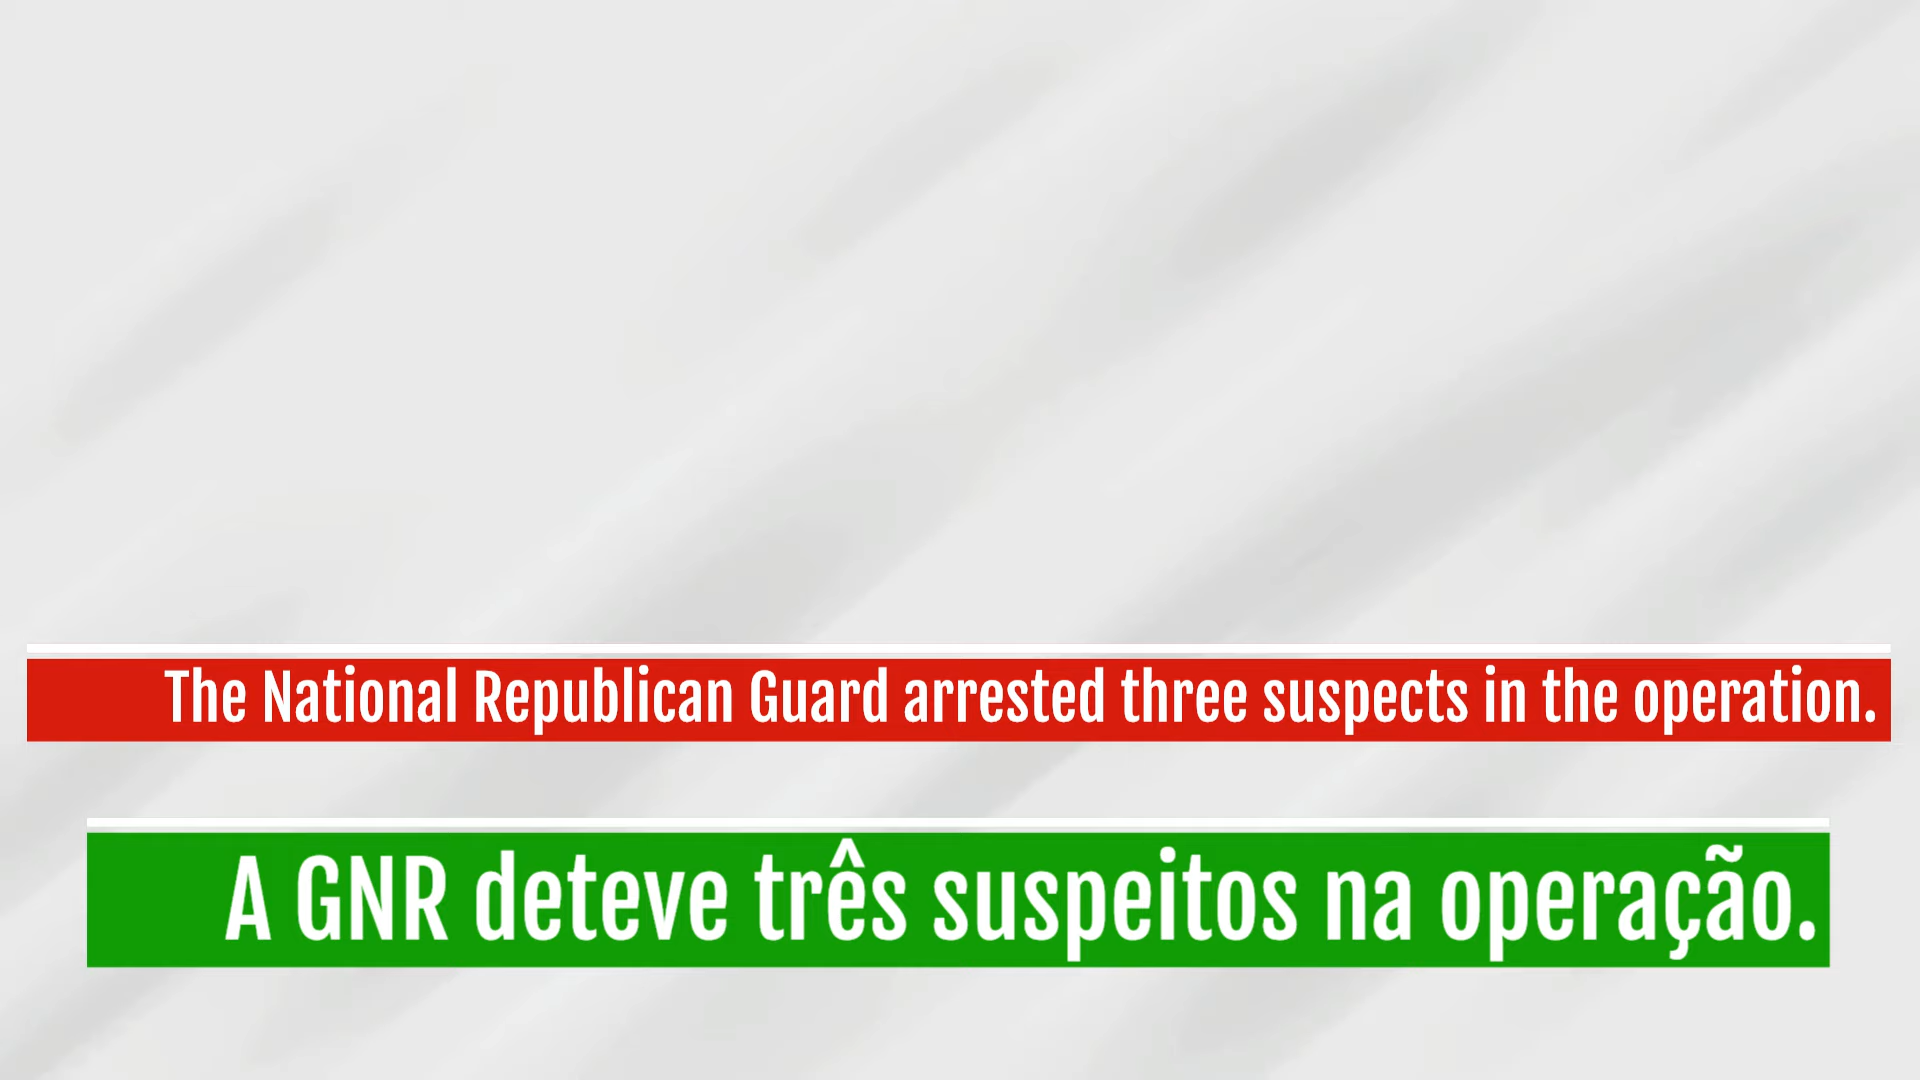 The National Republican Guard arrested three suspects in the operation.
A GNR deteve três suspeitos na operação.